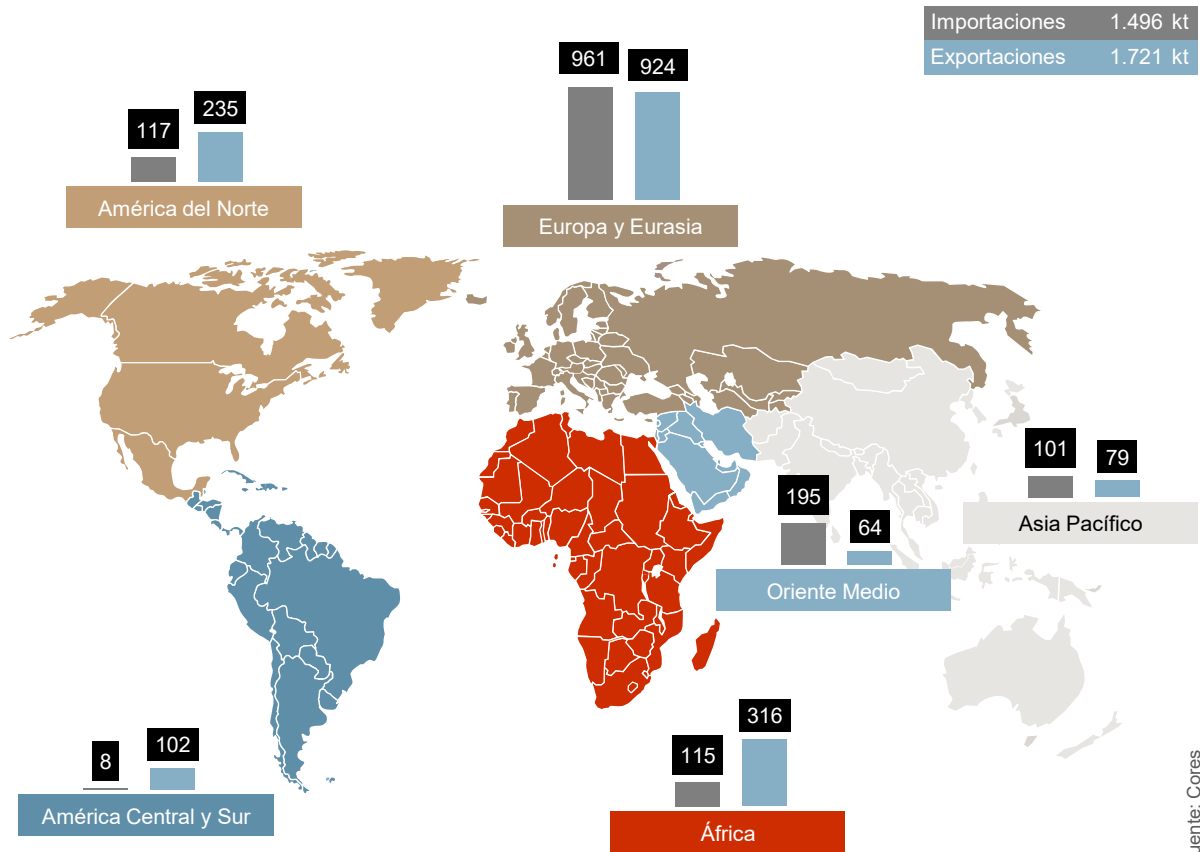 Importaciones 1.496 kt
Exportaciones 1.721 kt
961 924
117 235
América del Norte
Europa y Eurasia
101 79
Asia Pacífico
195 64
Oriente Medio
8 102
América Central y Sur
115 316
África
uente: Cores